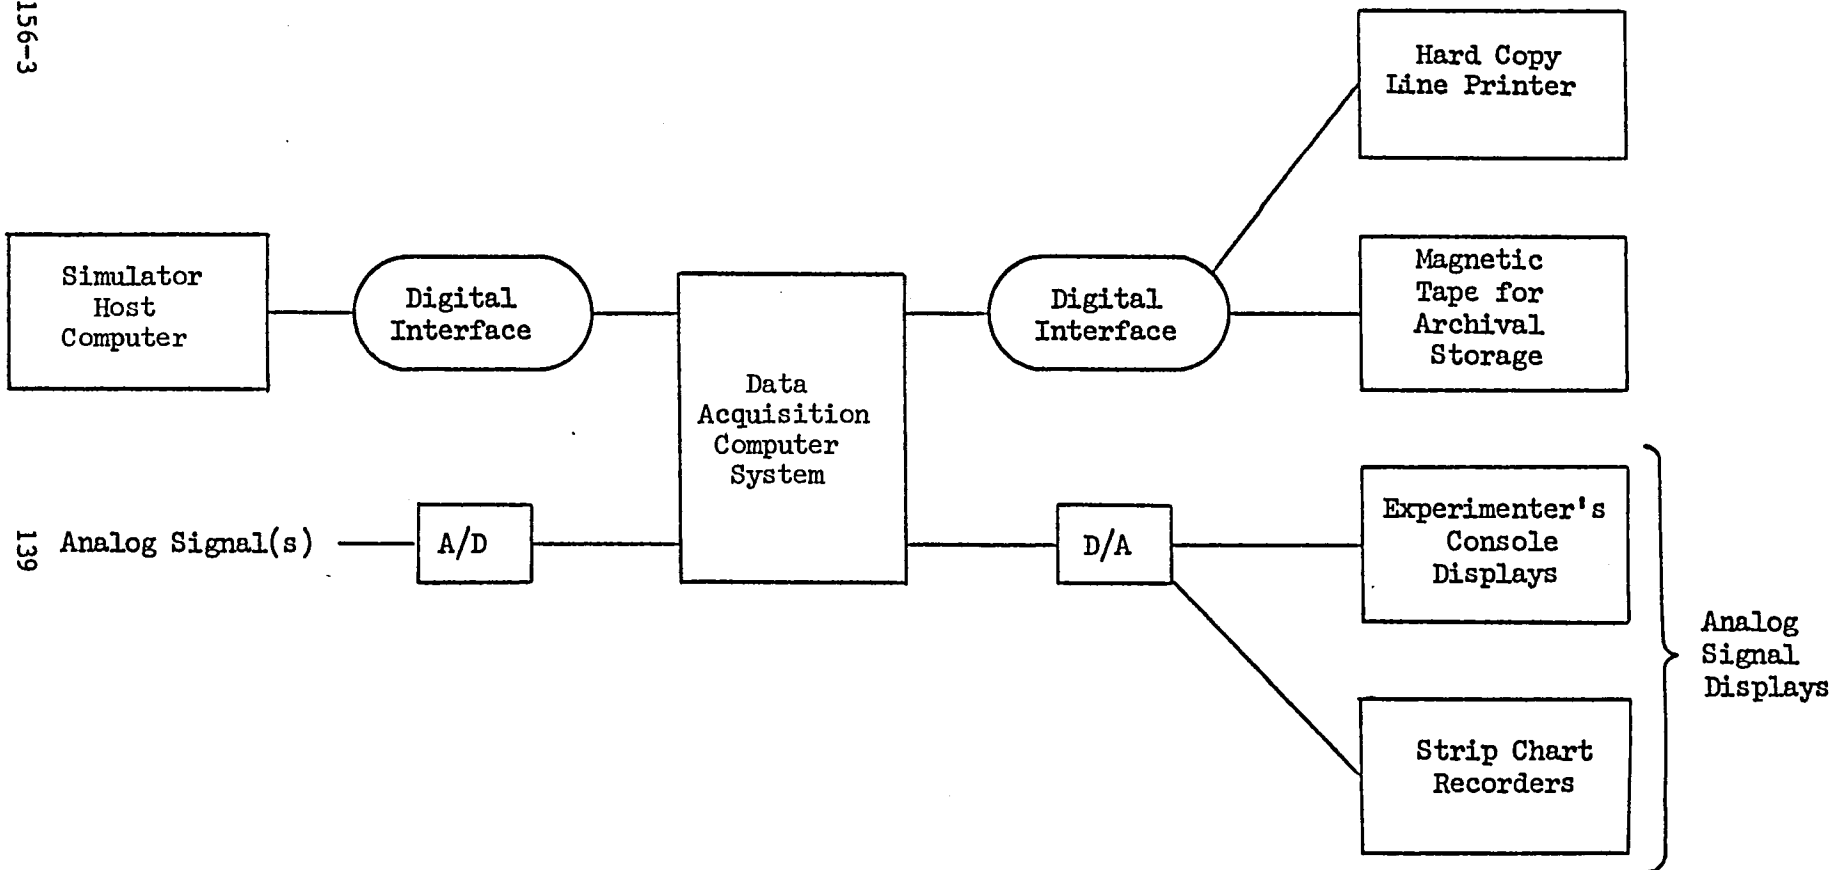 156-3
Hard Copy
Line Printer
Simulator
Host
Computer
Digital
Interface
Data
Acquisition
Computer
System
Digital
Interface
Magnetic
Tape for
Archival
Storage
139
Analog Signal(s)
A/D
D/A
Experimenter's
Console
Displays
Strip Chart
Recorders
Analog
Signal
Displays